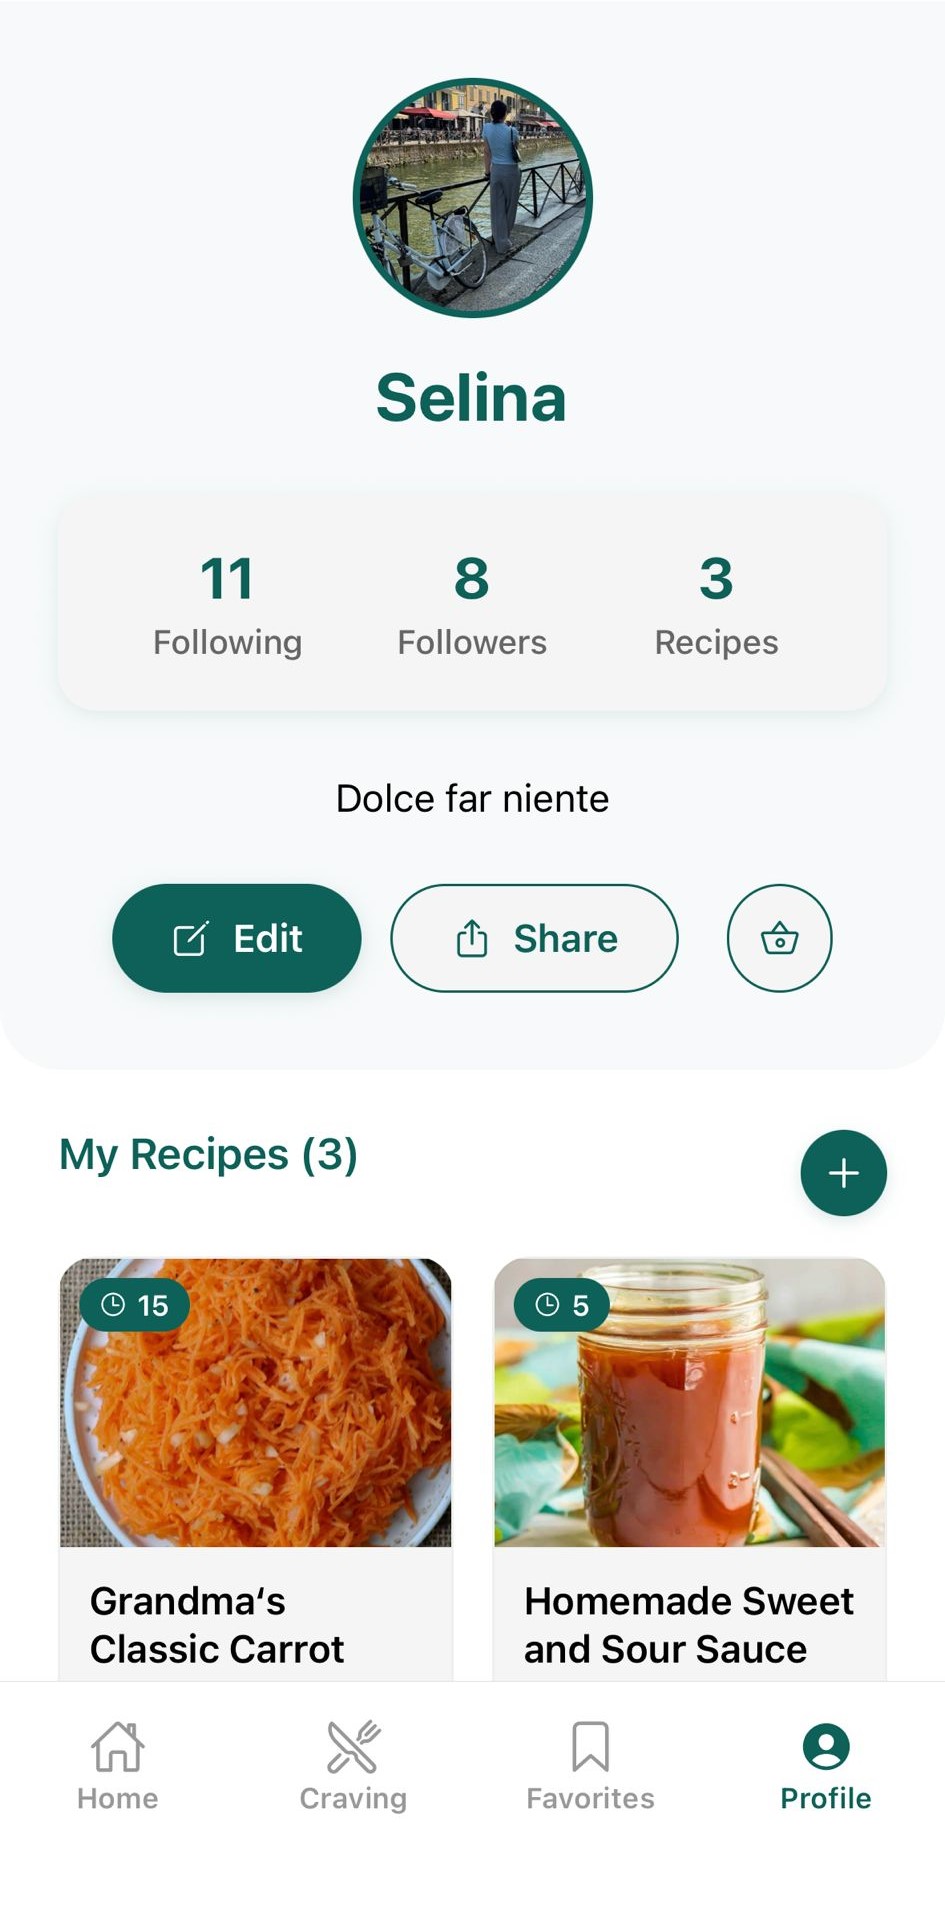 Selina
11
Following
8
Followers
3
Recipes
Dolce far niente
Edit
Share
My Recipes (3)
15
5
Grandma‘s
Classic Carrot
Homemade Sweet
and Sour Sauce
Home
Craving
Favorites
Profile